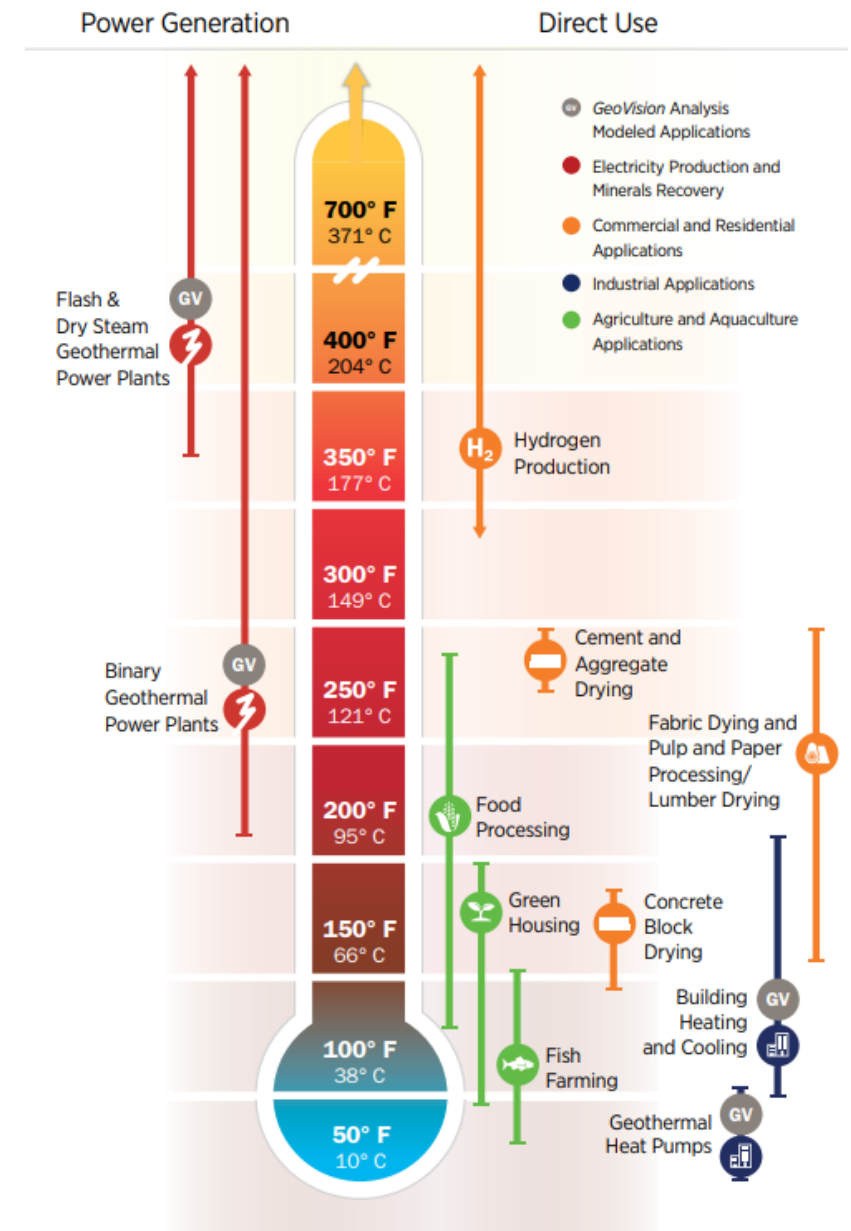 Power Generation
Direct Use
GV
GeoVision Analysis
Modeled Applications
Electricity Production and
Minerals Recovery
Commercial and Residential
Applications
Industrial Applications
Agriculture and Aquaculture
Applications
700° F
371° C
Flash &
Dry Steam
Geothermal
Power Plants
GV
400° F
204° C
350° F
177° C
H2
Hydrogen
Production
300° F
149° C
Binary
Geothermal
Power Plants
GV
250° F
121° C
Cement and
Aggregate
Drying
Fabric Dying and
Pulp and Paper
Processing/
Lumber Drying
200° F
95° C
Food
Processing
150° F
66° C
Green
Housing
Concrete
Block
Drying
Building
Heating
and Cooling
GV
100° F
38° C
Fish
Farming
50° F
10° C
Geothermal
Heat Pumps
GV